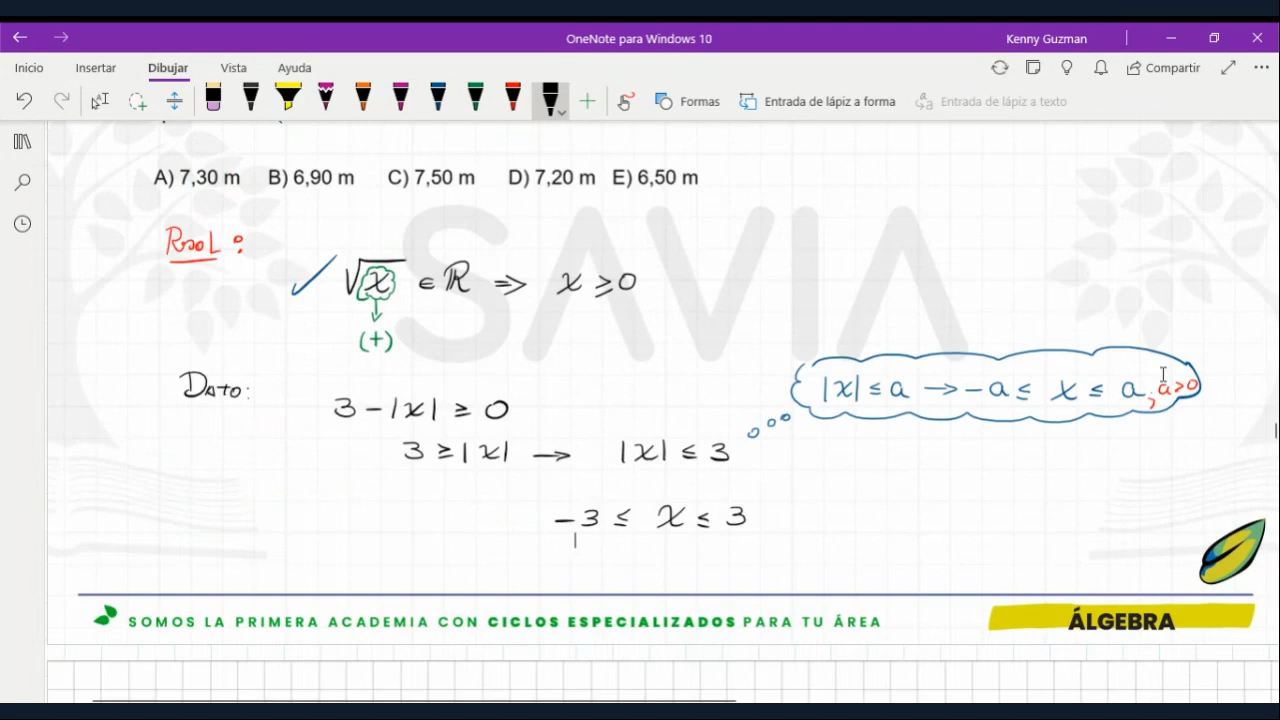 OneNote para Windows 10
Kenny Guzman
Inicio Insertar Dibujar Vista Ayuda
Compartir
Formas
Entrada de lápiz a forma
Entrada de lápiz a texto
A) 7,30 m B) 6,90 m C) 7,50 m D) 7,20 m E) 6,50 m
SAVIA
Resol:
√x ∈ ℝ ⇒ x ≥ 0
(+)
|x| ≤ a → -a ≤ x ≤ a; a>0
DATO:
3 - |x| ≥ 0
3 ≥ |x| → |x| ≤ 3
-3 ≤ x ≤ 3
SOMOS LA PRIMERA ACADEMIA CON CICLOS ESPECIALIZADOS PARA TU ÁREA
ÁLGEBRA